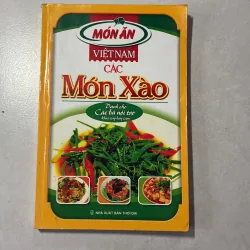 MÓN ĂN
VIỆT NAM
CÁC
Món Xào
Dành cho
Các bà nội trợ
NHÀ XUẤT BẢN THỜI ĐẠI